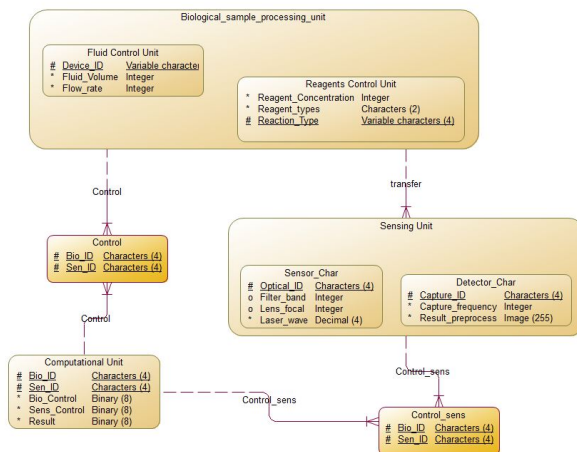 Biological_sample_processing_unit
Fluid Control Unit
# Device_ID Variable character
* Fluid_Volume Integer
* Flow_rate Integer
Reagents Control Unit
* Reagent_Concentration Integer
* Reagent_types Characters (2)
# Reaction_Type Variable characters (4)
Control
transfer
Control
# Bio_ID Characters (4)
# Sen_ID Characters (4)
Control
Sensing Unit
Sensor_Char
# Optical_ID Characters (4)
o Filter_band Integer
o Lens_focal Integer
* Laser_wave Decimal (4)
Detector_Char
# Capture_ID Characters (4)
* Capture_frequency Integer
* Result_preprocess Image (255)
Computational Unit
# Bio_ID Characters (4)
# Sen_ID Characters (4)
* Bio_Control Binary (8)
* Sens_Control Binary (8)
* Result Binary (8)
Control_sens
Control_sens
Control_sens
# Bio_ID Characters (4)
# Sen_ID Characters (4)